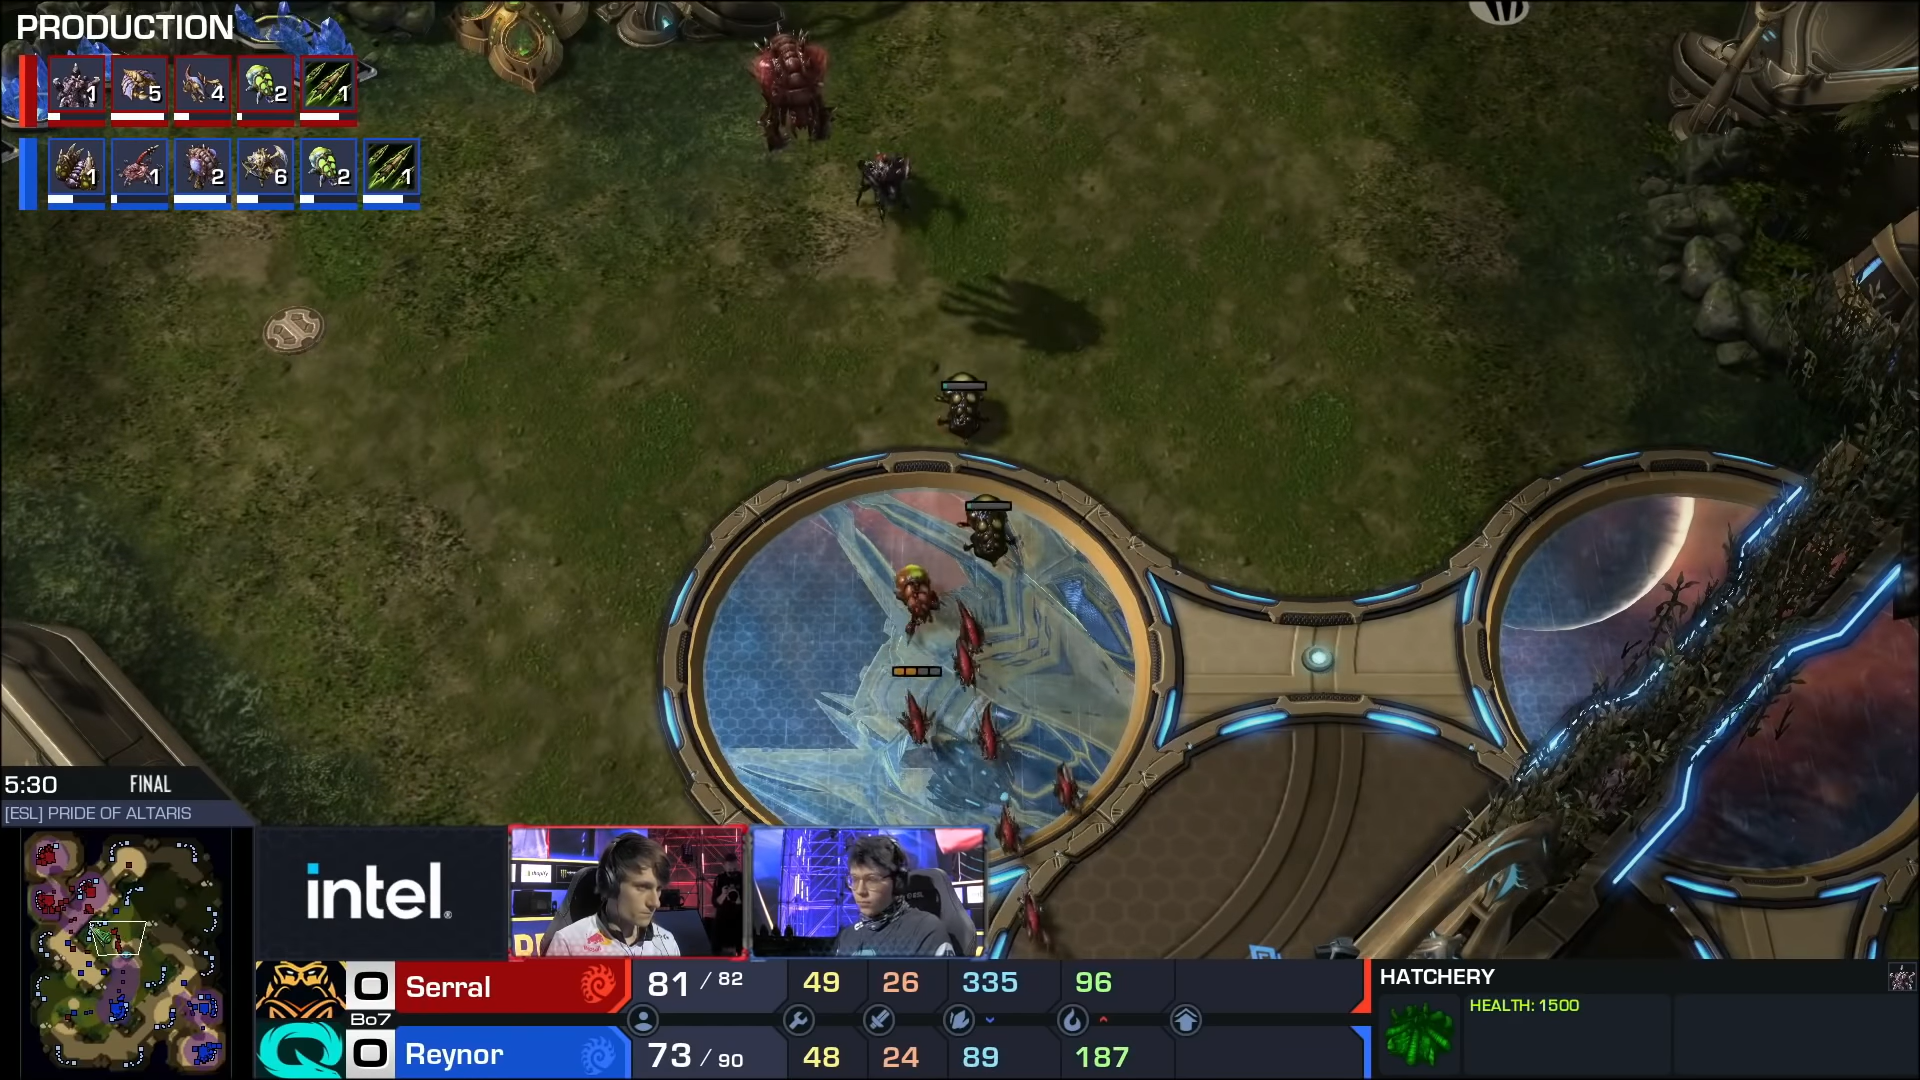 PRODUCTION
1 5 4 2 1
1 1 2 6 2 1
5:30 FINAL
[ESL] PRIDE OF ALTARIS
intel.
0 Serral 81 / 82 49 26 335 96
Bo7
0 Reynor 73 / 90 48 24 89 187
HATCHERY
HEALTH: 1500